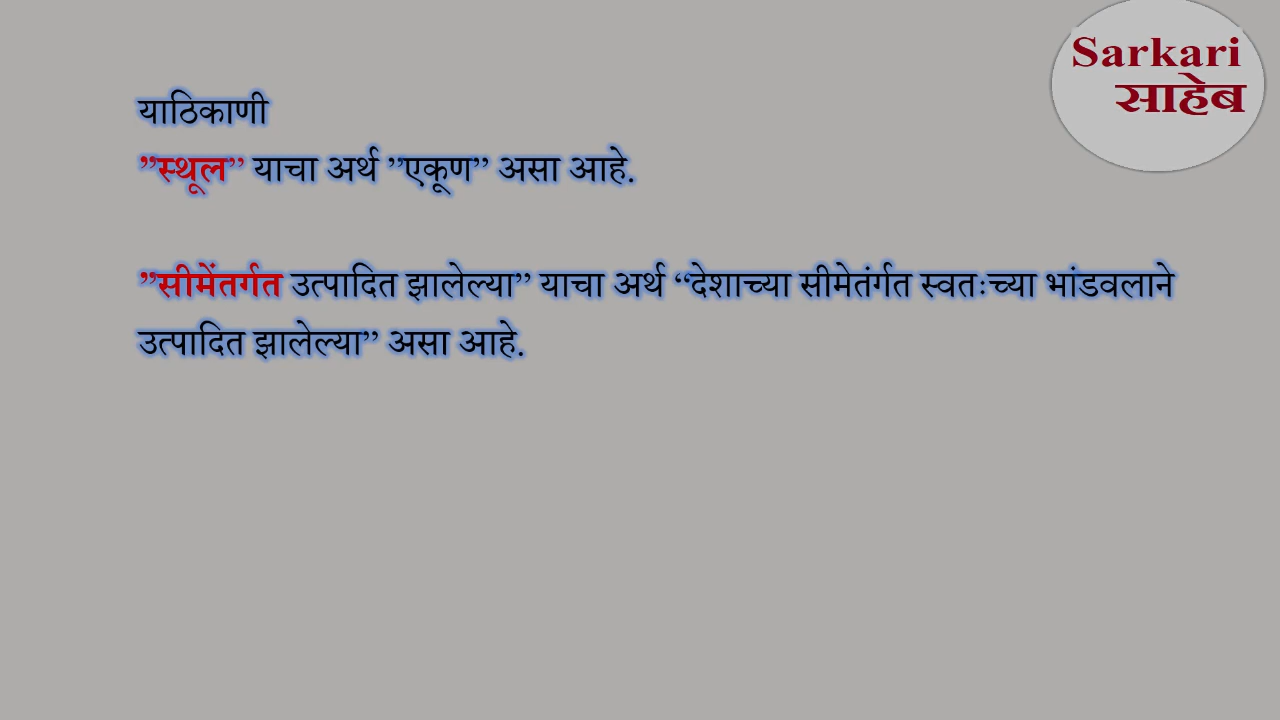 Sarkari
साहेब
याठिकाणी
”स्थूल” याचा अर्थ ”एकूण” असा आहे.
”सीमेंतर्गत उत्पादित झालेल्या” याचा अर्थ “देशाच्या सीमेतंर्गत स्वतःच्या भांडवलाने
उत्पादित झालेल्या” असा आहे.